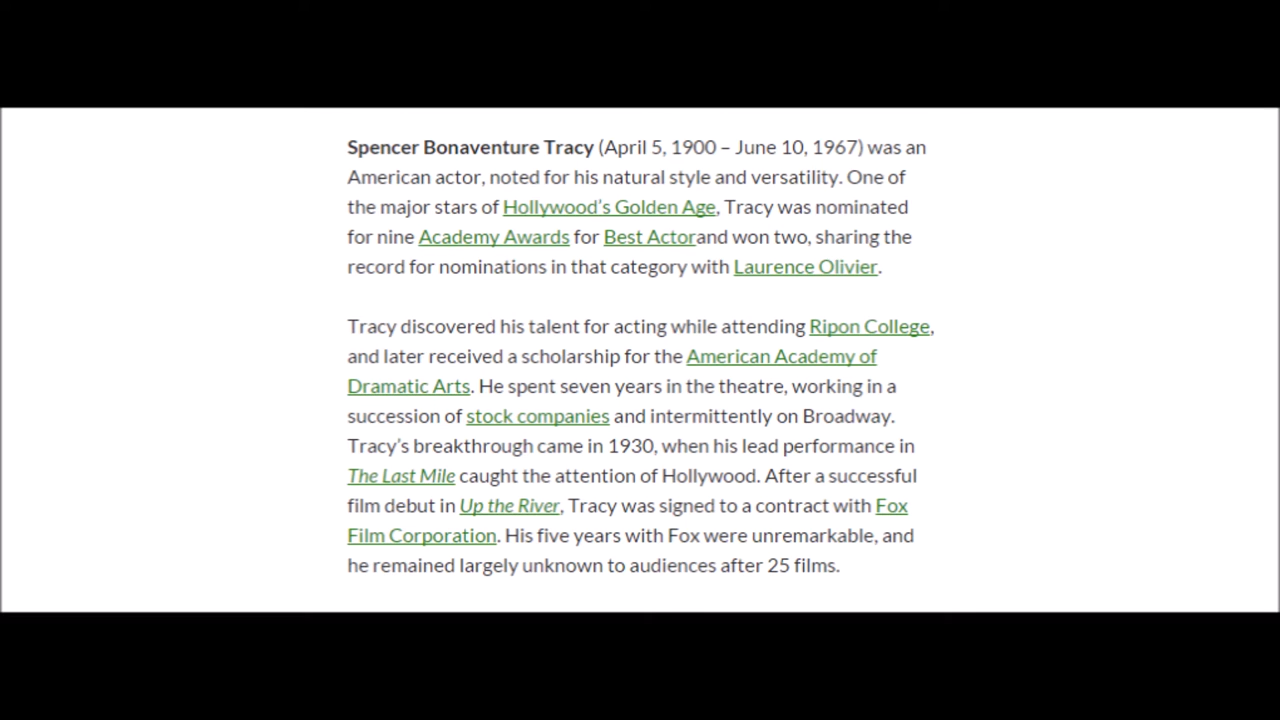 Spencer Bonaventure Tracy (April 5, 1900 – June 10, 1967) was an
American actor, noted for his natural style and versatility. One of
the major stars of Hollywood's Golden Age, Tracy was nominated
for nine Academy Awards for Best Actorand won two, sharing the
record for nominations in that category with Laurence Olivier.
Tracy discovered his talent for acting while attending Ripon College,
and later received a scholarship for the American Academy of
Dramatic Arts. He spent seven years in the theatre, working in a
succession of stock companies and intermittently on Broadway.
Tracy's breakthrough came in 1930, when his lead performance in
The Last Mile caught the attention of Hollywood. After a successful
film debut in Up the River, Tracy was signed to a contract with Fox
Film Corporation. His five years with Fox were unremarkable, and
he remained largely unknown to audiences after 25 films.